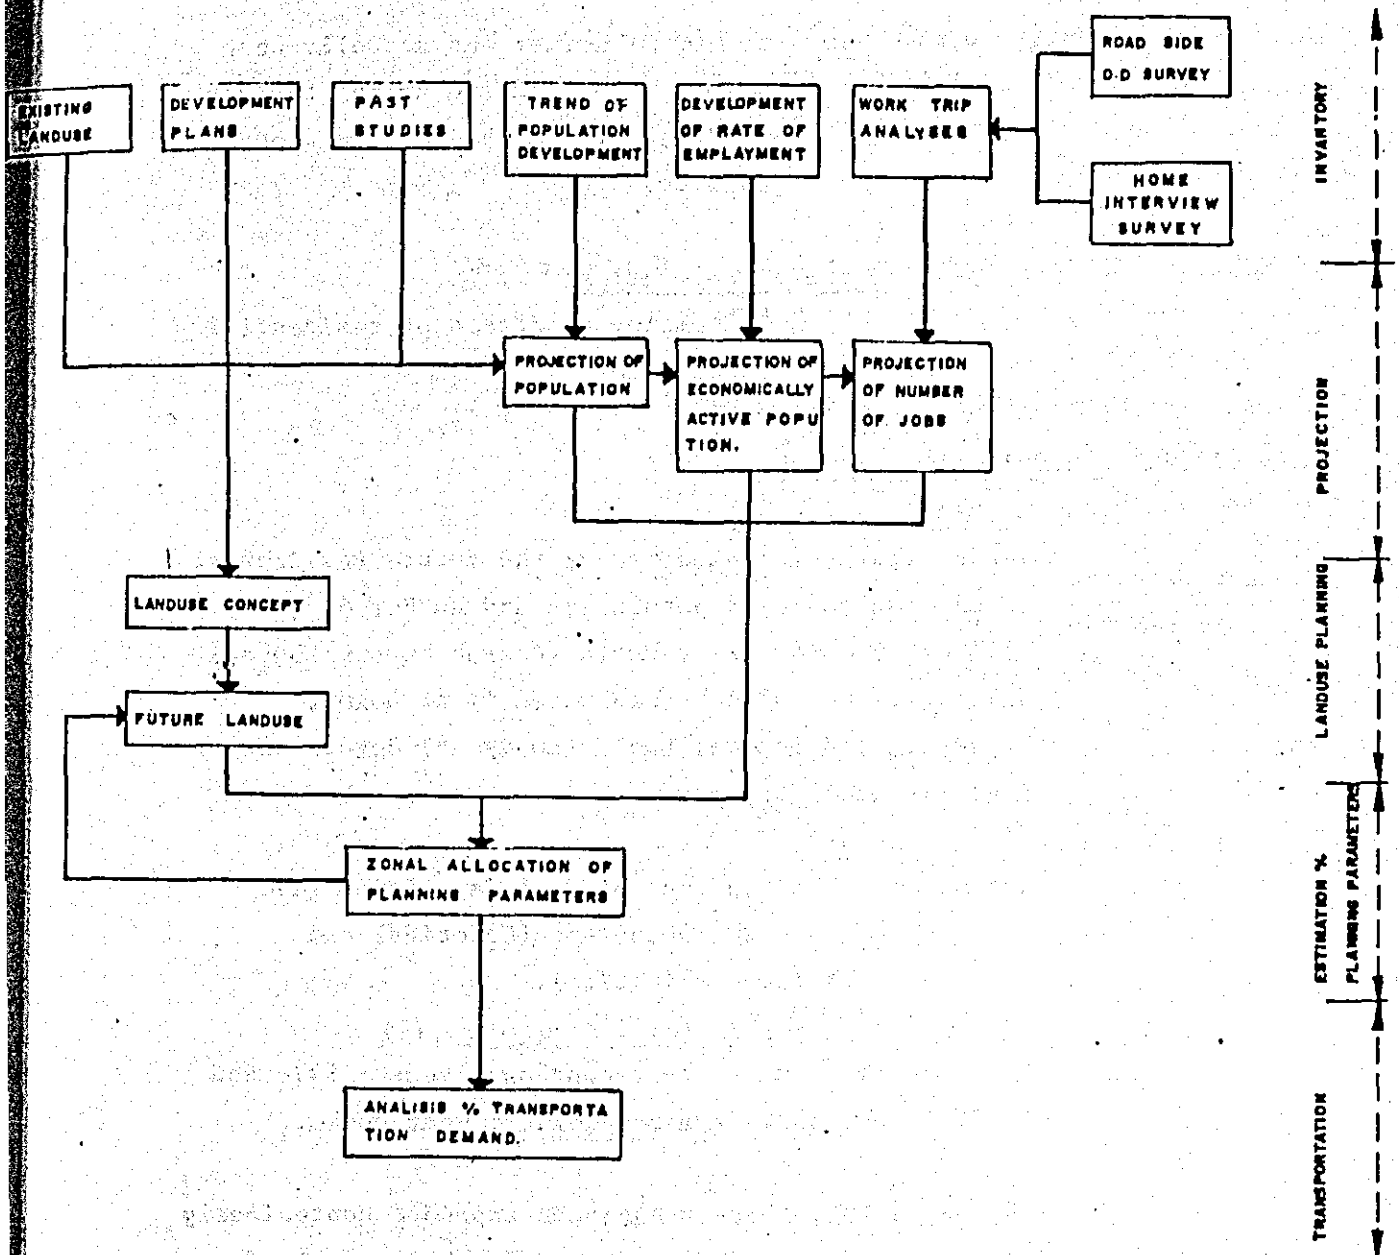 ROAD SIDE
O-D SURVEY
EXISTING
LANDUSE
DEVELOPMENT
PLANS
PAST
STUDIES
TREND OF
POPULATION
DEVELOPMENT
DEVELOPMENT
OF RATE OF
EMPLAYMENT
WORK TRIP
ANALYSES
HOME
INTERVIEW
SURVEY
INVANTORY
PROJECTION OF
POPULATION
PROJECTION OF
ECONOMICALLY
ACTIVE POPU
TION.
PROJECTION
OF NUMBER
OF JOBS
PROJECTION
LANDUSE CONCEPT
FUTURE LANDUSE
LANDUSE PLANNING
ZONAL ALLOCATION OF
PLANNING PARAMETERS
ESTIMATION %
PLANNING PARAMETERS
ANALISIS % TRANSPORTA
TION DEMAND.
TRANSPORTATION